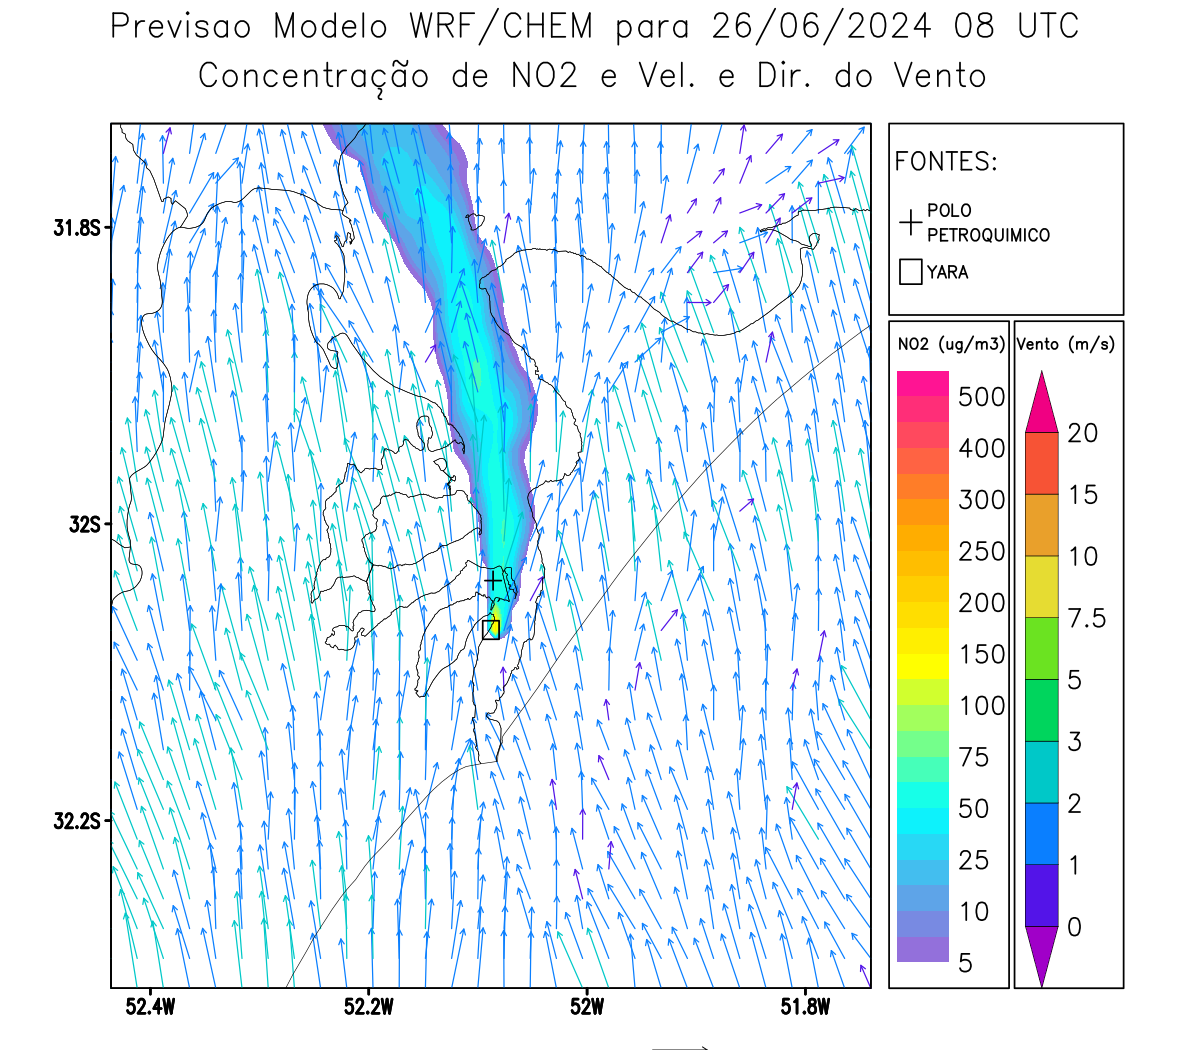 Previsao Modelo WRF/CHEM para 26/06/2024 08 UTC
Concentração de NO2 e Vel. e Dir. do Vento
FONTES:
POLO
PETROQUIMICO
YARA
NO2 (ug/m3)
500
400
300
250
200
150
100
75
50
25
10
5
Vento (m/s)
20
15
10
7.5
5
3
2
1
0
31.8S
32S
32.2S
52.4W
52.2W
52W
51.8W